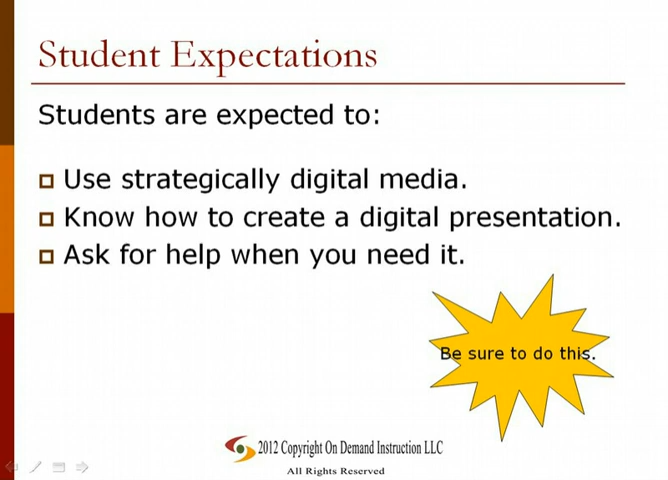 Student Expectations
Students are expected to:
Use strategically digital media.
Know how to create a digital presentation.
Ask for help when you need it.
Be sure to do this.
2012 Copyright On Demand Instruction LLC
All Rights Reserved